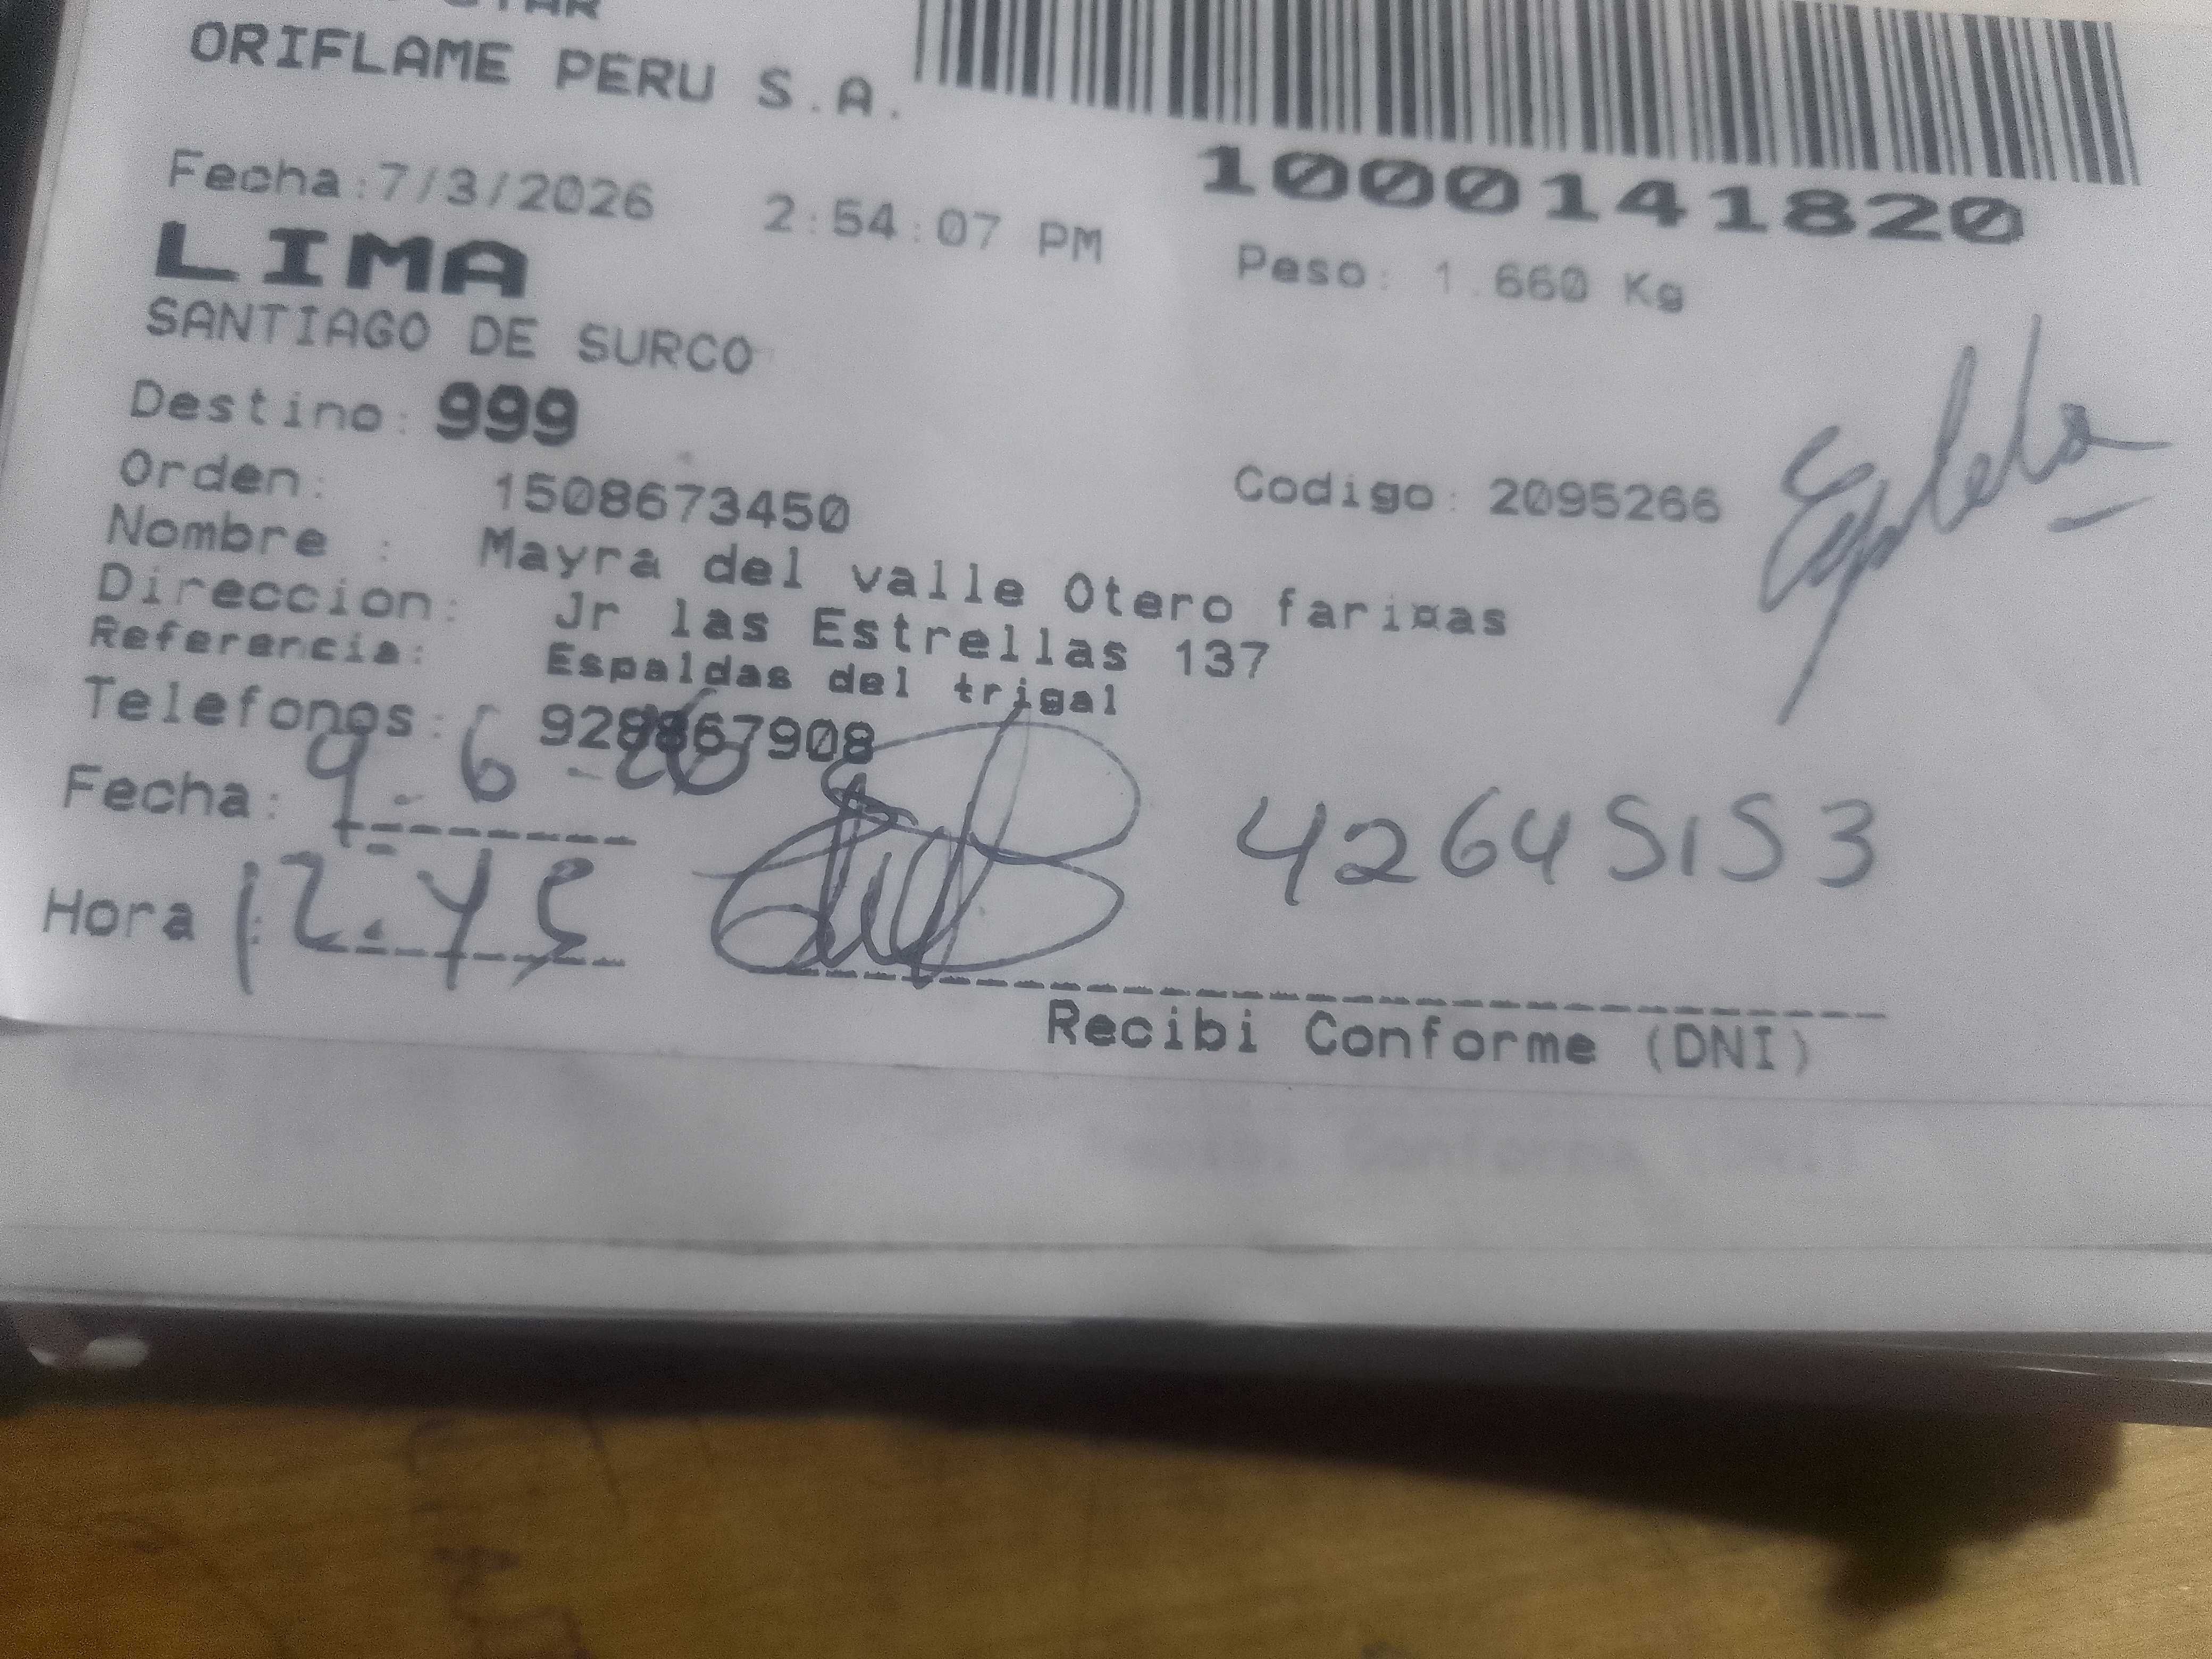 ORIFLAME PERU S.A.
Fecha:7/3/2026 2:54:07 PM
1000141820
LIMA
Peso: 1.660 Kg
SANTIAGO DE SURCO
Destino: 999
Orden: 1508673450
Codigo: 2095266
Nombre : Mayra del valle Otero fari¤as
Direccion: Jr las Estrellas 137
Referencia: Espaldas del trigal
Telefonos:
Fecha: 9-6-26
42645153
Hora : 12.45
Recibi Conforme (DNI)